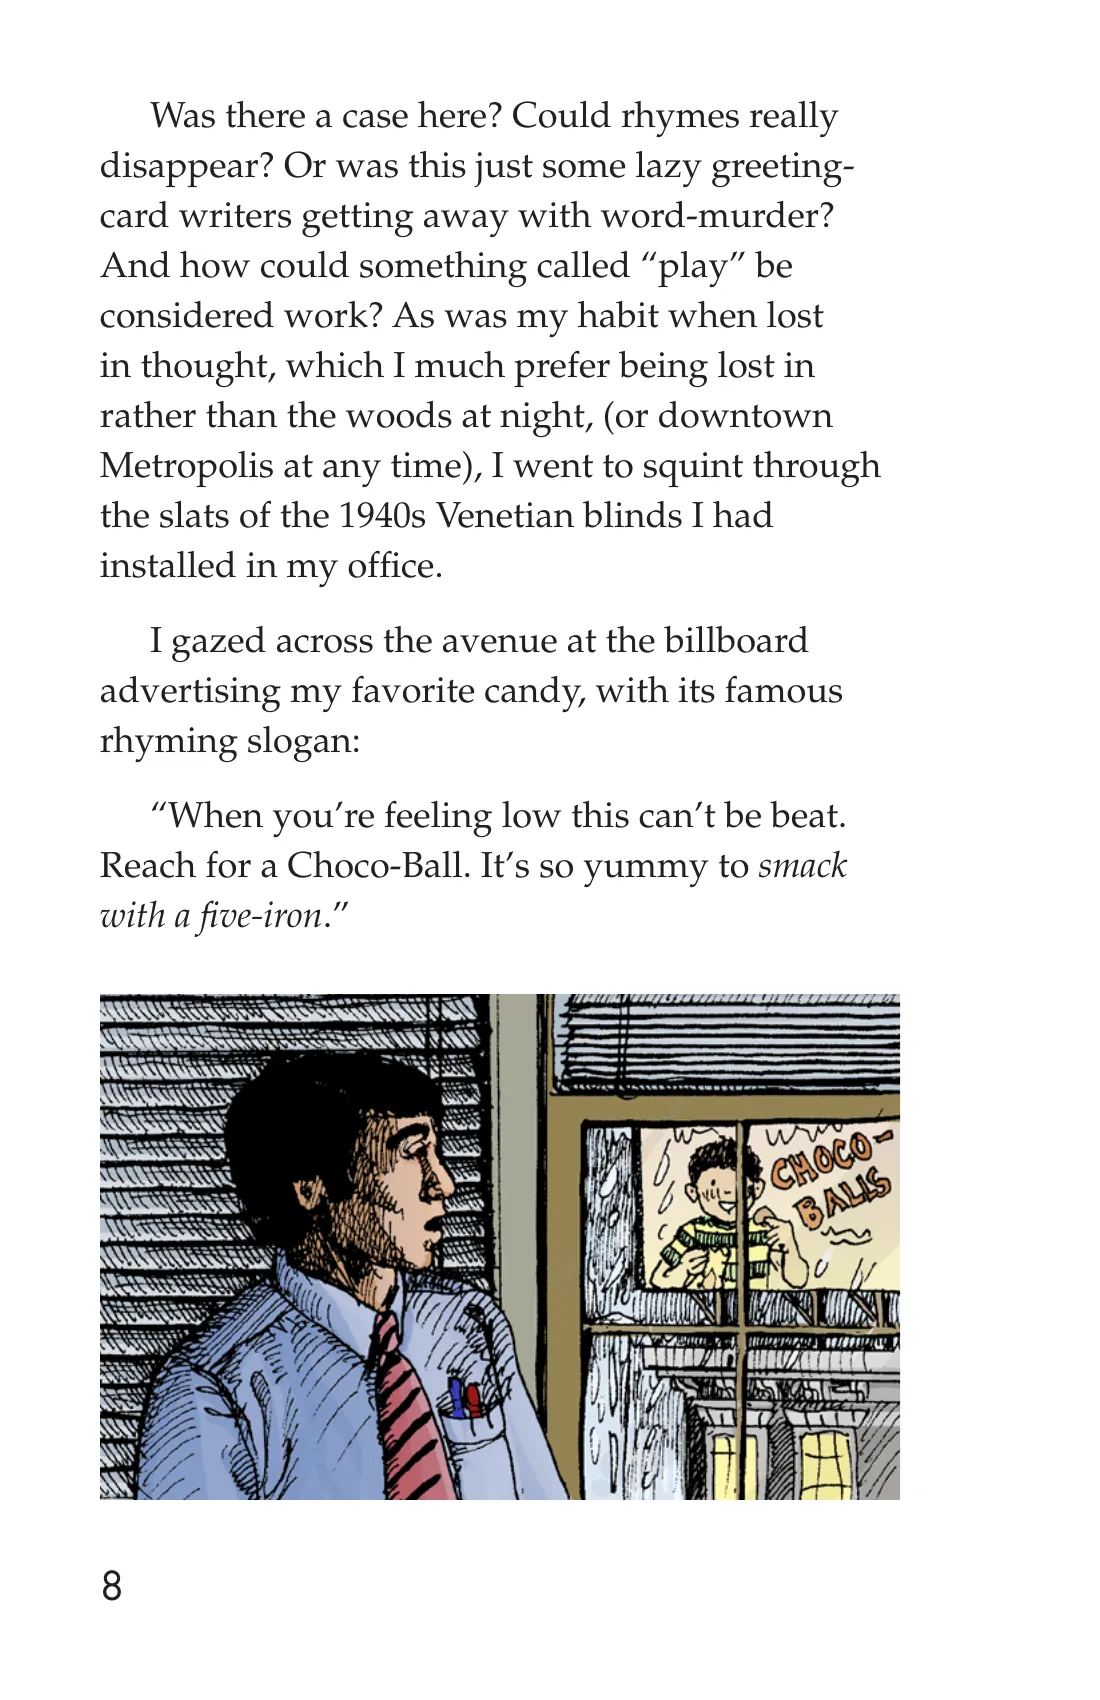 Was there a case here? Could rhymes really
disappear? Or was this just some lazy greeting-
card writers getting away with word-murder?
And how could something called “play” be
considered work? As was my habit when lost
in thought, which I much prefer being lost in
rather than the woods at night, (or downtown
Metropolis at any time), I went to squint through
the slats of the 1940s Venetian blinds I had
installed in my office.
I gazed across the avenue at the billboard
advertising my favorite candy, with its famous
rhyming slogan:
“When you’re feeling low this can’t be beat.
Reach for a Choco-Ball. It’s so yummy to smack
with a five-iron.”
CHOCO-
BALLS
8